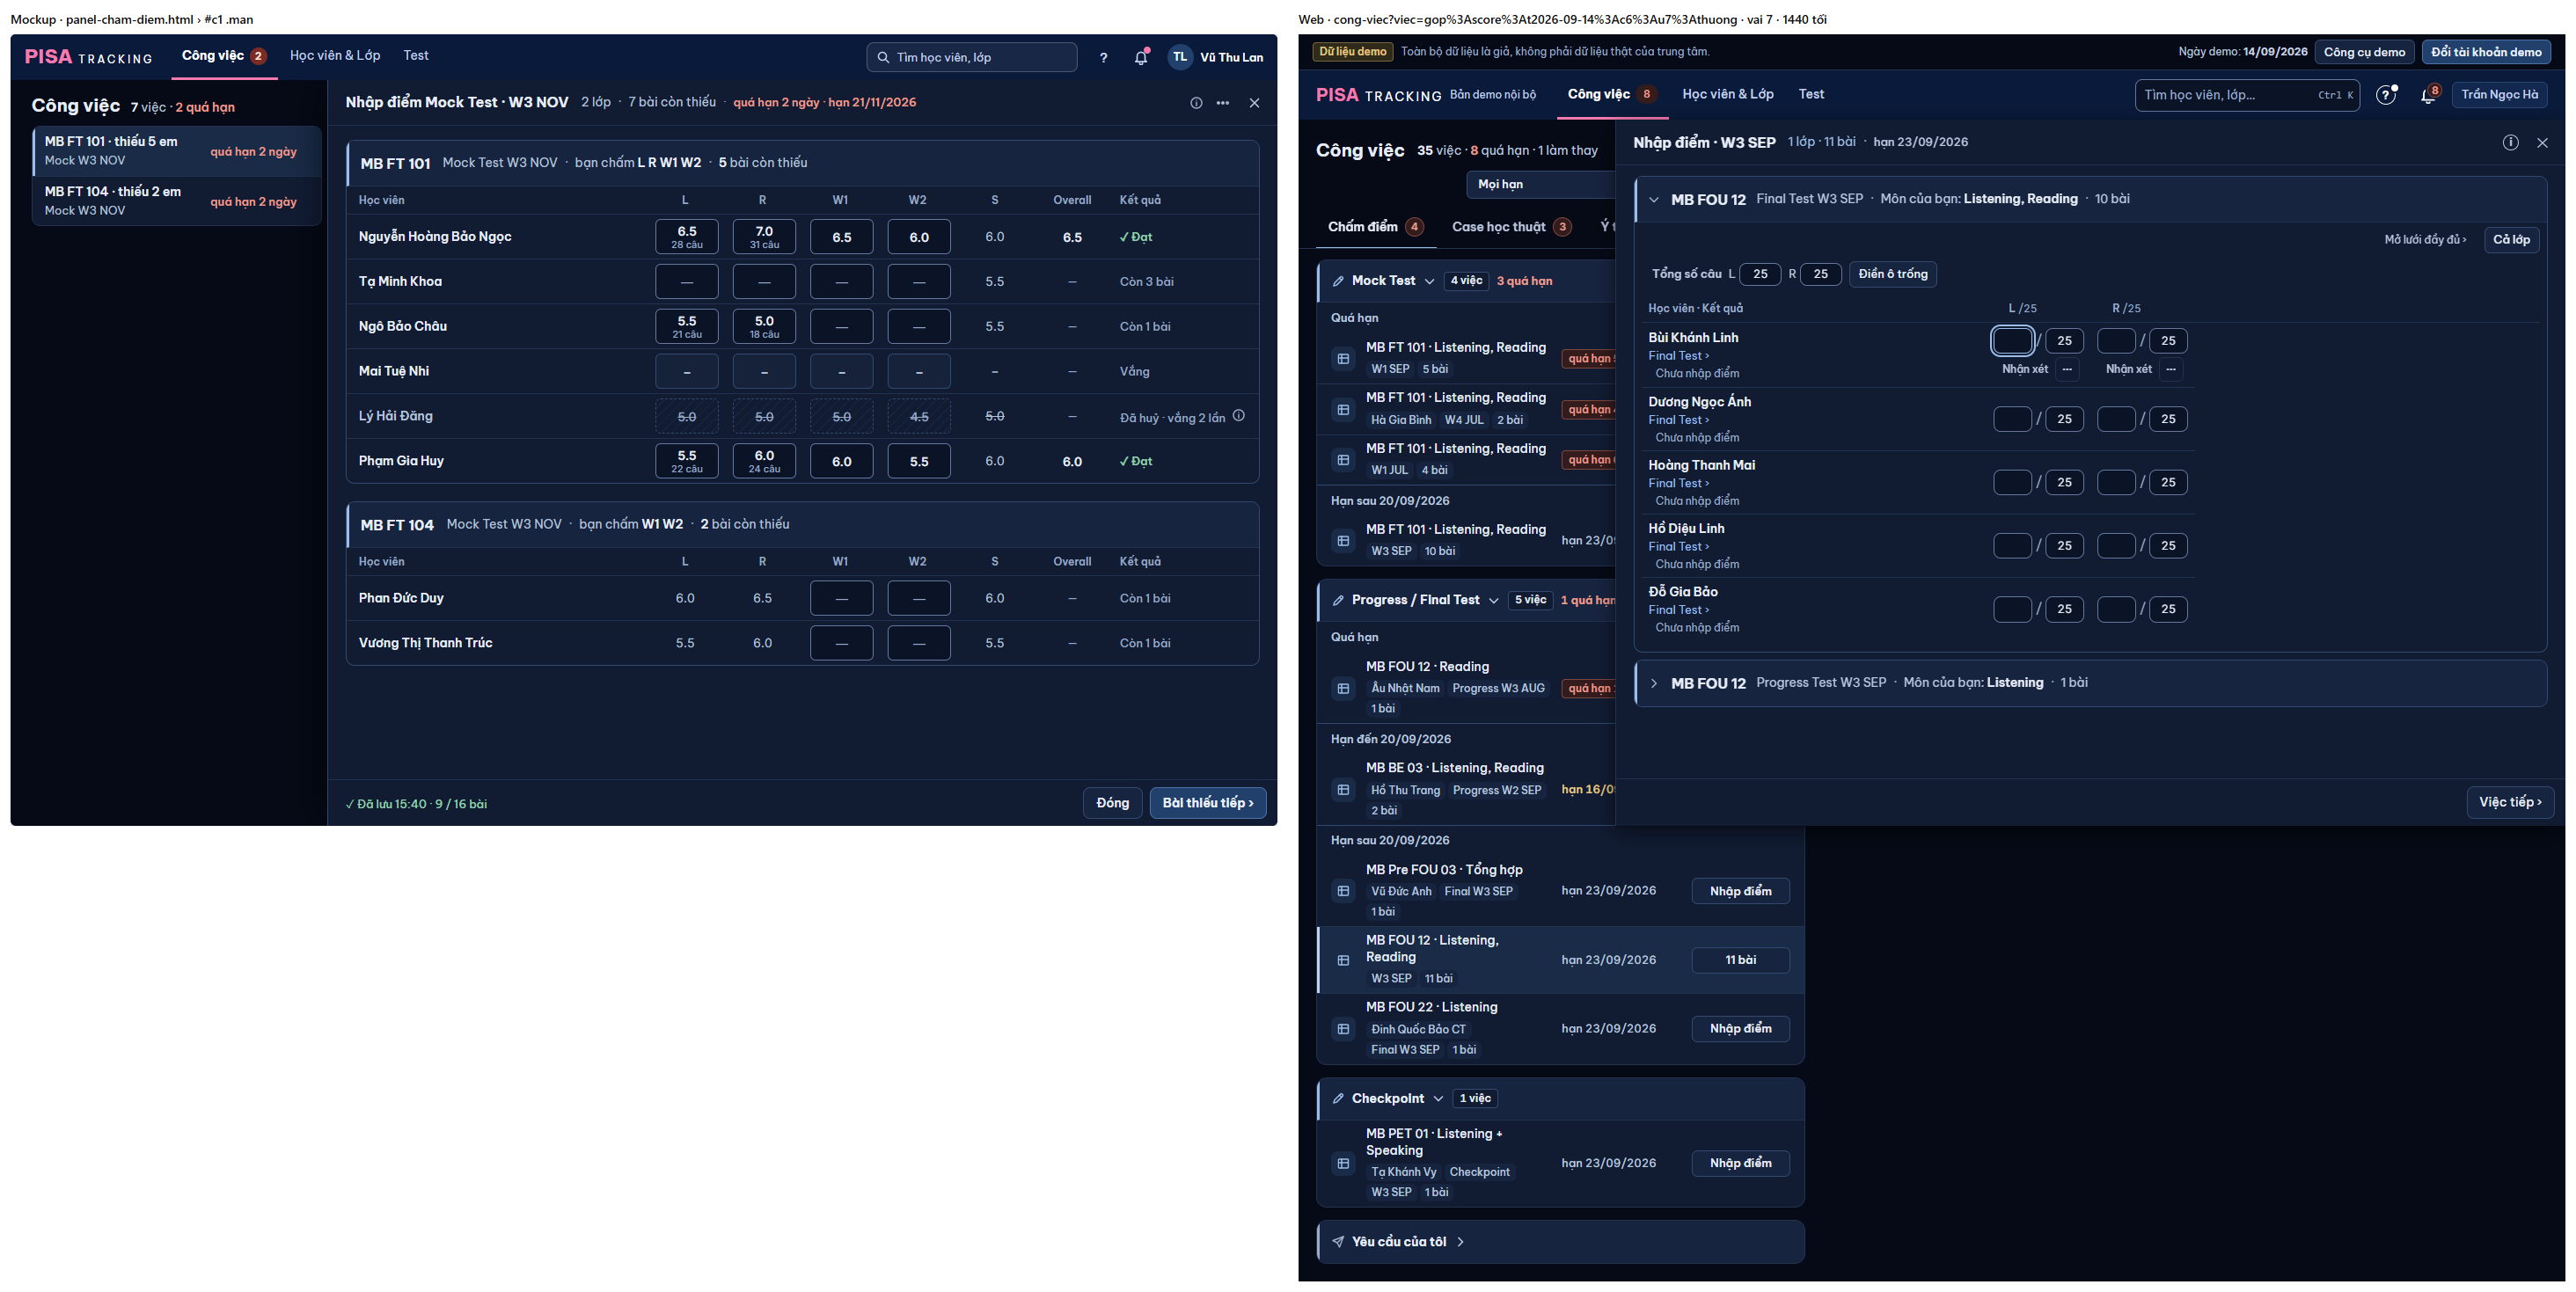 Mockup · panel-cham-diem.html › #c1 .man
PISA TRACKING Công việc 2 Học viên & Lớp Test Tìm học viên, lớp ? TL Vũ Thu Lan
Công việc 7 việc · 2 quá hạn
MB FT 101 · thiếu 5 em
Mock W3 NOV
quá hạn 2 ngày
MB FT 104 · thiếu 2 em
Mock W3 NOV
quá hạn 2 ngày
Nhập điểm Mock Test · W3 NOV 2 lớp · 7 bài còn thiếu · quá hạn 2 ngày · hạn 21/11/2026
MB FT 101 Mock Test W3 NOV · bạn chấm L R W1 W2 · 5 bài còn thiếu
Học viên L R W1 W2 S Overall Kết quả
Nguyễn Hoàng Bảo Ngọc 6.5 28 câu 7.0 31 câu 6.5 6.0 6.0 6.5 ✓ Đạt
Tạ Minh Khoa — — — — 5.5 — Còn 3 bài
Ngô Bảo Châu 5.5 21 câu 5.0 18 câu — — 5.5 — Còn 1 bài
Mai Tuệ Nhi – – – – – — Vắng
Lý Hải Đăng 5.0 5.0 5.0 4.5 5.0 — Đã huỷ · vắng 2 lần
Phạm Gia Huy 5.5 22 câu 6.0 24 câu 6.0 5.5 6.0 6.0 ✓ Đạt
MB FT 104 Mock Test W3 NOV · bạn chấm W1 W2 · 2 bài còn thiếu
Học viên L R W1 W2 S Overall Kết quả
Phan Đức Duy 6.0 6.5 — — 6.0 — Còn 1 bài
Vương Thị Thanh Trúc 5.5 6.0 — — 5.5 — Còn 1 bài
✓ Đã lưu 15:40 · 9 / 16 bài Đóng Bài thiếu tiếp ›
Web · cong-viec?viec=gop%3Ascore%3At2026-09-14%3Ac6%3Au7%3Athuong · vai 7 · 1440 tối
Dữ liệu demo Toàn bộ dữ liệu là giả, không phải dữ liệu thật của trung tâm. Ngày demo: 14/09/2026 Công cụ demo Đổi tài khoản demo
PISA TRACKING Bản demo nội bộ Công việc 8 Học viên & Lớp Test Tìm học viên, lớp... Ctrl K ? 8 Trần Ngọc Hà
Công việc 35 việc · 8 quá hạn · 1 làm thay
Mọi hạn
Chấm điểm 4 Case học thuật 3
Mock Test 4 việc 3 quá hạn
Quá hạn
MB FT 101 · Listening, Reading
W1 SEP 5 bài
quá hạn
MB FT 101 · Listening, Reading
Hà Gia Bình W4 JUL 2 bài
quá hạn
MB FT 101 · Listening, Reading
W1 JUL 4 bài
quá hạn
Hạn sau 20/09/2026
MB FT 101 · Listening, Reading
W3 SEP 10 bài
hạn 23/09
Progress / Final Test 5 việc 1 quá hạn
Quá hạn
MB FOU 12 · Reading
Âu Nhật Nam Progress W3 AUG
1 bài
quá hạn
Hạn đến 20/09/2026
MB BE 03 · Listening, Reading
Hồ Thu Trang Progress W2 SEP
2 bài
hạn 16/09
Hạn sau 20/09/2026
MB Pre FOU 03 · Tổng hợp
Vũ Đức Anh Final W3 SEP
1 bài
hạn 23/09/2026 Nhập điểm
MB FOU 12 · Listening,
Reading
W3 SEP 11 bài
hạn 23/09/2026 11 bài
MB FOU 22 · Listening
Đinh Quốc Bảo CT
Final W3 SEP 1 bài
hạn 23/09/2026 Nhập điểm
Checkpoint 1 việc
MB PET 01 · Listening +
Speaking
Tạ Khánh Vy Checkpoint
W3 SEP 1 bài
hạn 23/09/2026 Nhập điểm
Yêu cầu của tôi
Nhập điểm · W3 SEP 1 lớp · 11 bài · hạn 23/09/2026
MB FOU 12 Final Test W3 SEP · Môn của bạn: Listening, Reading · 10 bài
Mở lưới đầy đủ › Cả lớp
Tổng số câu L 25 R 25 Điền ô trống
Học viên · Kết quả L /25 R /25
Bùi Khánh Linh
Final Test ›
Chưa nhập điểm
/ 25 / 25
Nhận xét ··· Nhận xét ···
Dương Ngọc Ánh
Final Test ›
Chưa nhập điểm
/ 25 / 25
Hoàng Thanh Mai
Final Test ›
Chưa nhập điểm
/ 25 / 25
Hồ Diệu Linh
Final Test ›
Chưa nhập điểm
/ 25 / 25
Đỗ Gia Bảo
Final Test ›
Chưa nhập điểm
/ 25 / 25
MB FOU 12 Progress Test W3 SEP · Môn của bạn: Listening · 1 bài
Việc tiếp ›